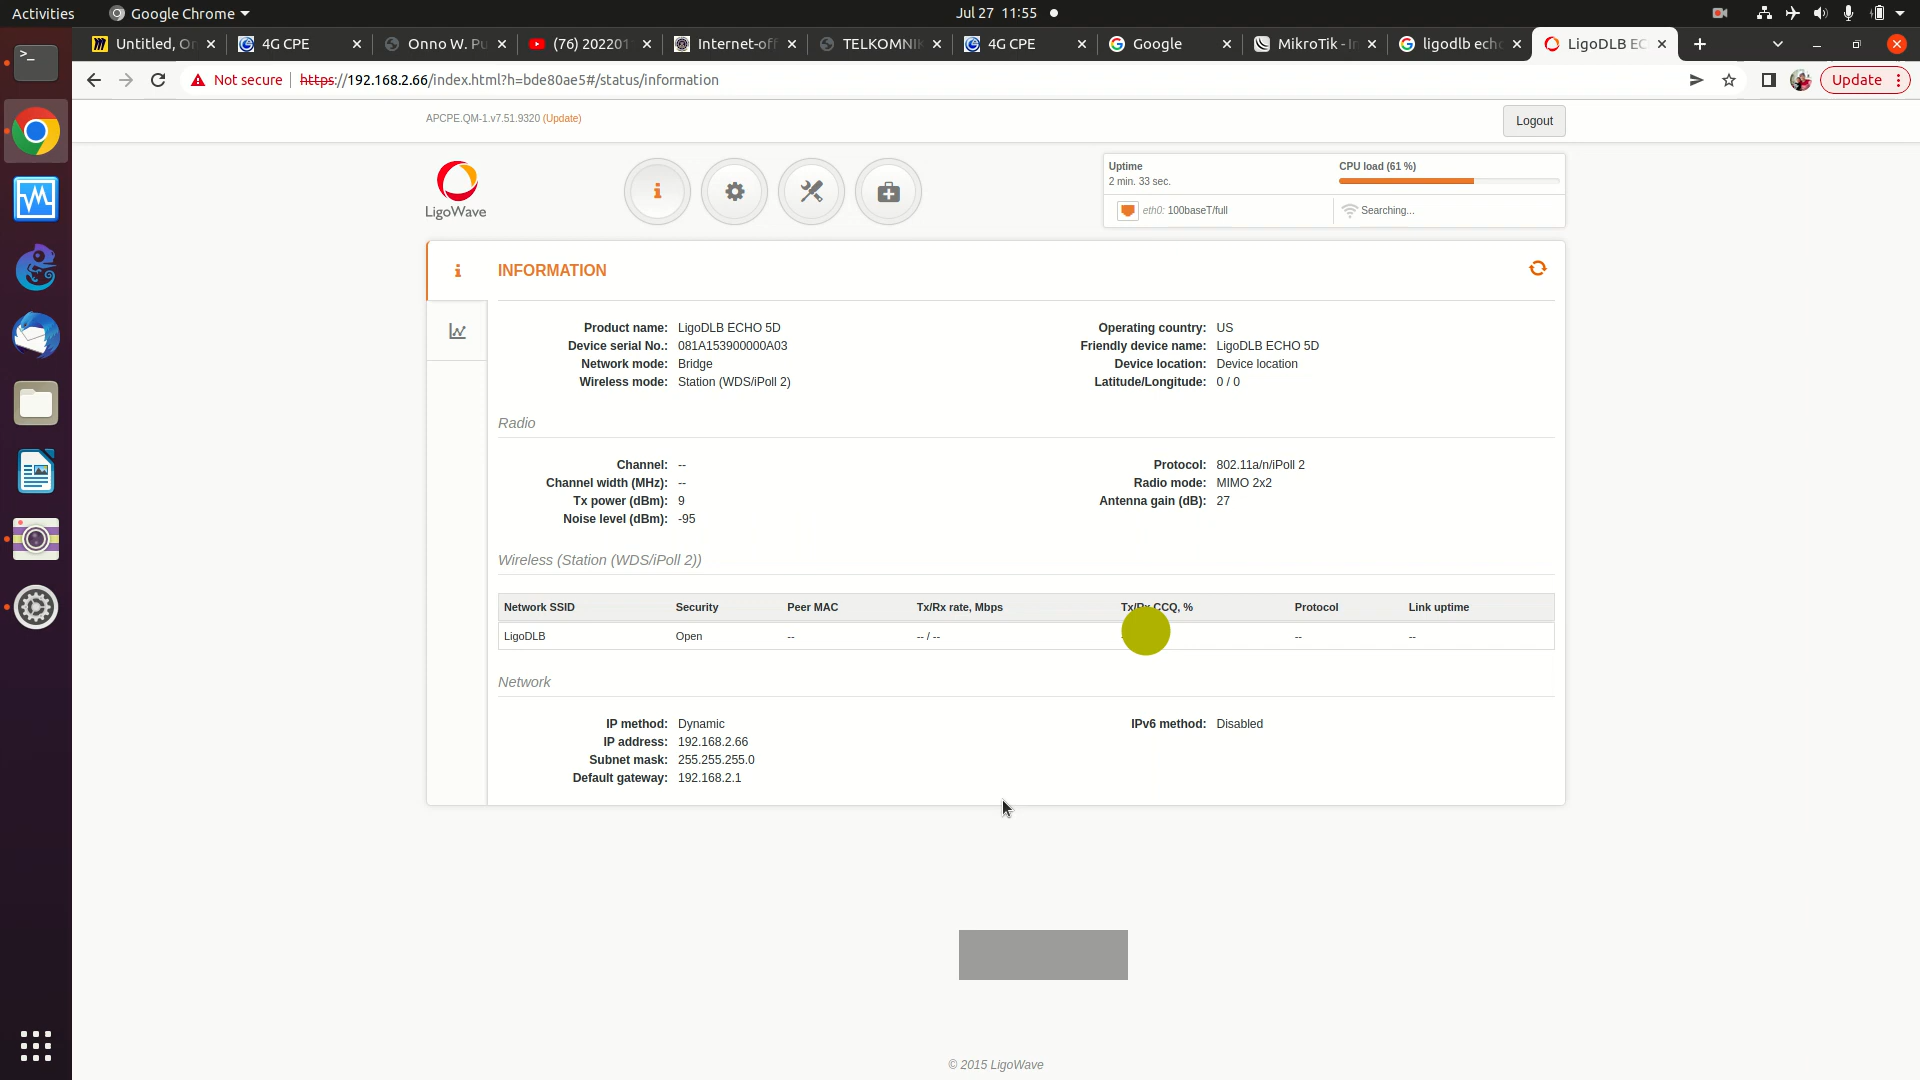 Activities Google Chrome Jul 27 11:55
Untitled, On 4G CPE Onno W. Pu (76) 202201 Internet-off TELKOMNIK 4G CPE Google MikroTik - In ligodlb echo LigoDLB EC
Not secure https://192.168.2.66/index.html?h=bde80ae5#/status/information Update
APCPE.QM-1.v7.51.9320 (Update) Logout
LigoWave
Uptime CPU load (61 %)
2 min. 33 sec.
eth0: 100baseT/full Searching...
INFORMATION
Product name: LigoDLB ECHO 5D Operating country: US
Device serial No.: 081A153900000A03 Friendly device name: LigoDLB ECHO 5D
Network mode: Bridge Device location: Device location
Wireless mode: Station (WDS/iPoll 2) Latitude/Longitude: 0 / 0
Radio
Channel: -- Protocol: 802.11a/n/iPoll 2
Channel width (MHz): -- Radio mode: MIMO 2x2
Tx power (dBm): 9 Antenna gain (dB): 27
Noise level (dBm): -95
Wireless (Station (WDS/iPoll 2))
Network SSID Security Peer MAC Tx/Rx rate, Mbps Tx/Rx CCQ, % Protocol Link uptime
LigoDLB Open -- -- / -- -- --
Network
IP method: Dynamic IPv6 method: Disabled
IP address: 192.168.2.66
Subnet mask: 255.255.255.0
Default gateway: 192.168.2.1
© 2015 LigoWave